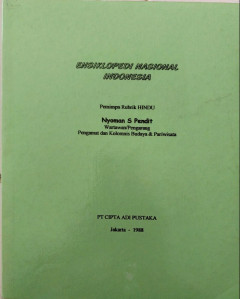 ENSIKLOPEDI NASIONAL
INDONESIA
Pemimpin Rubrik HINDU
Nyoman S Pendit
Wartawan/Pengarang
Pengamat dan Kolumnis Budaya & Pariwisata
PT CIPTA ADI PUSTAKA
Jakarta - 1988